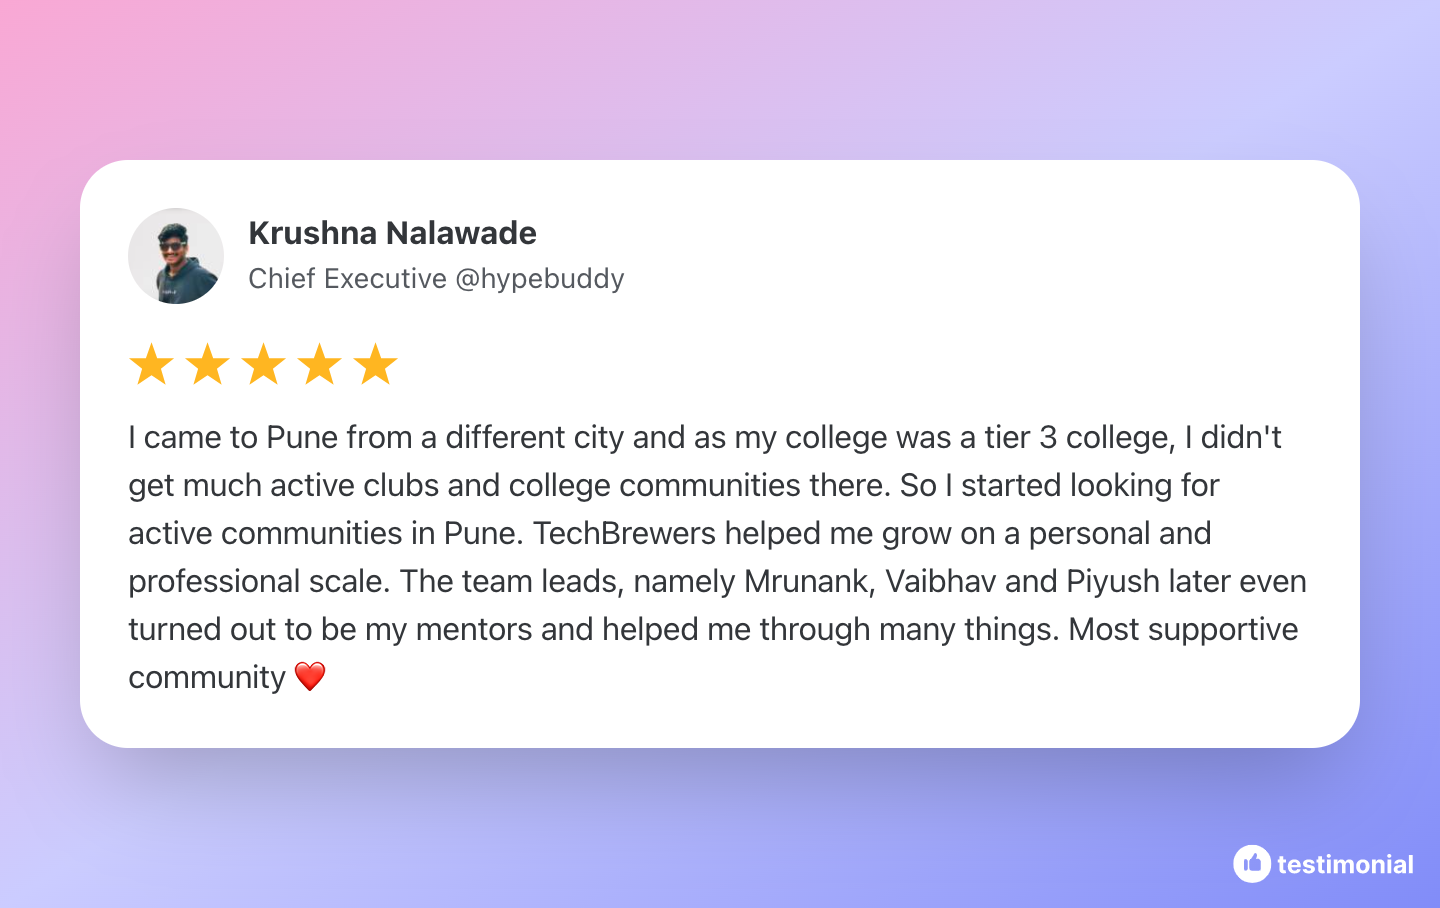 Krushna Nalawade
Chief Executive @hypebuddy
I came to Pune from a different city and as my college was a tier 3 college, I didn't
get much active clubs and college communities there. So I started looking for
active communities in Pune. TechBrewers helped me grow on a personal and
professional scale. The team leads, namely Mrunank, Vaibhav and Piyush later even
turned out to be my mentors and helped me through many things. Most supportive
community ❤️
testimonial